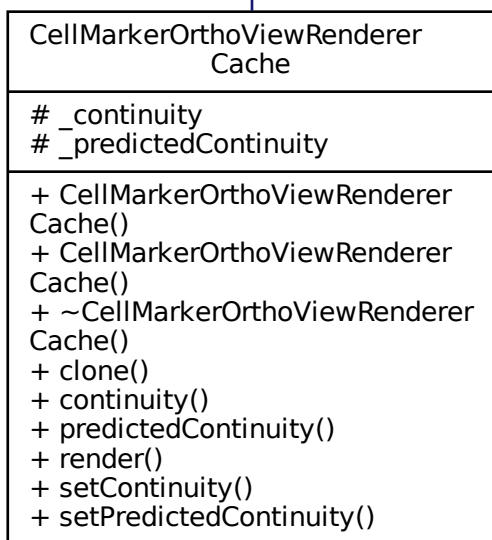 CellMarkerOrthoViewRenderer
Cache
# _continuity
# _predictedContinuity
+ CellMarkerOrthoViewRenderer
Cache()
+ CellMarkerOrthoViewRenderer
Cache()
+ ~CellMarkerOrthoViewRenderer
Cache()
+ clone()
+ continuity()
+ predictedContinuity()
+ render()
+ setContinuity()
+ setPredictedContinuity()